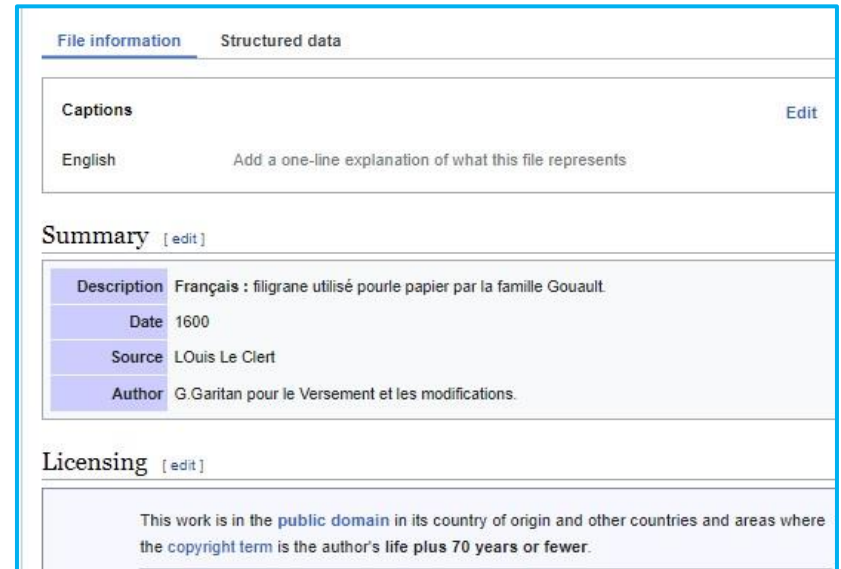 File information Structured data
Captions Edit
English Add a one-line explanation of what this file represents
Summary [ edit ]
Description Français : filigrane utilisé pourle papier par la famille Gouault.
Date 1600
Source LOuis Le Clert
Author G.Garitan pour le Versement et les modifications.
Licensing [ edit ]
This work is in the public domain in its country of origin and other countries and areas where
the copyright term is the author's life plus 70 years or fewer.